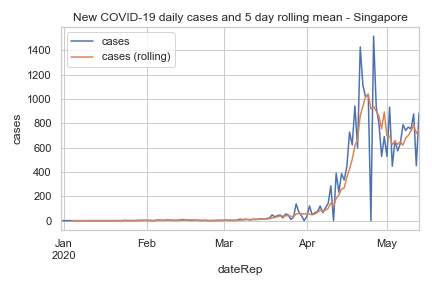 New COVID-19 daily cases and 5 day rolling mean - Singapore
cases
cases (rolling)
1400
1200
1000
800
600
400
200
0
cases
Jan
2020
Feb
Mar
Apr
May
dateRep